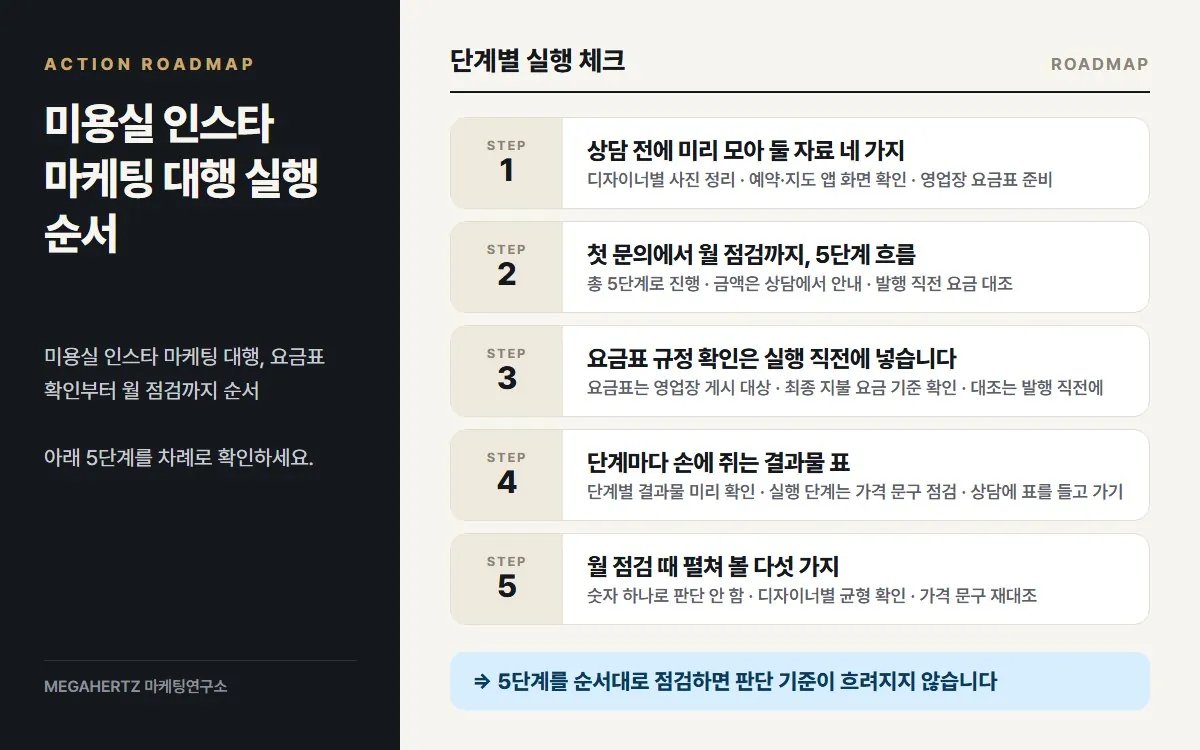 ACTION ROADMAP
미용실 인스타
마케팅 대행 실행
순서
미용실 인스타 마케팅 대행, 요금표
확인부터 월 점검까지 순서
아래 5단계를 차례로 확인하세요.
MEGAHERTZ 마케팅연구소
단계별 실행 체크
ROADMAP
STEP
1
상담 전에 미리 모아 둘 자료 네 가지
디자이너별 사진 정리 · 예약·지도 앱 화면 확인 · 영업장 요금표 준비
STEP
2
첫 문의에서 월 점검까지, 5단계 흐름
총 5단계로 진행 · 금액은 상담에서 안내 · 발행 직전 요금 대조
STEP
3
요금표 규정 확인은 실행 직전에 넣습니다
요금표는 영업장 게시 대상 · 최종 지불 요금 기준 확인 · 대조는 발행 직전에
STEP
4
단계마다 손에 쥐는 결과물 표
단계별 결과물 미리 확인 · 실행 단계는 가격 문구 점검 · 상담에 표를 들고 가기
STEP
5
월 점검 때 펼쳐 볼 다섯 가지
숫자 하나로 판단 안 함 · 디자이너별 균형 확인 · 가격 문구 재대조
→ 5단계를 순서대로 점검하면 판단 기준이 흐려지지 않습니다